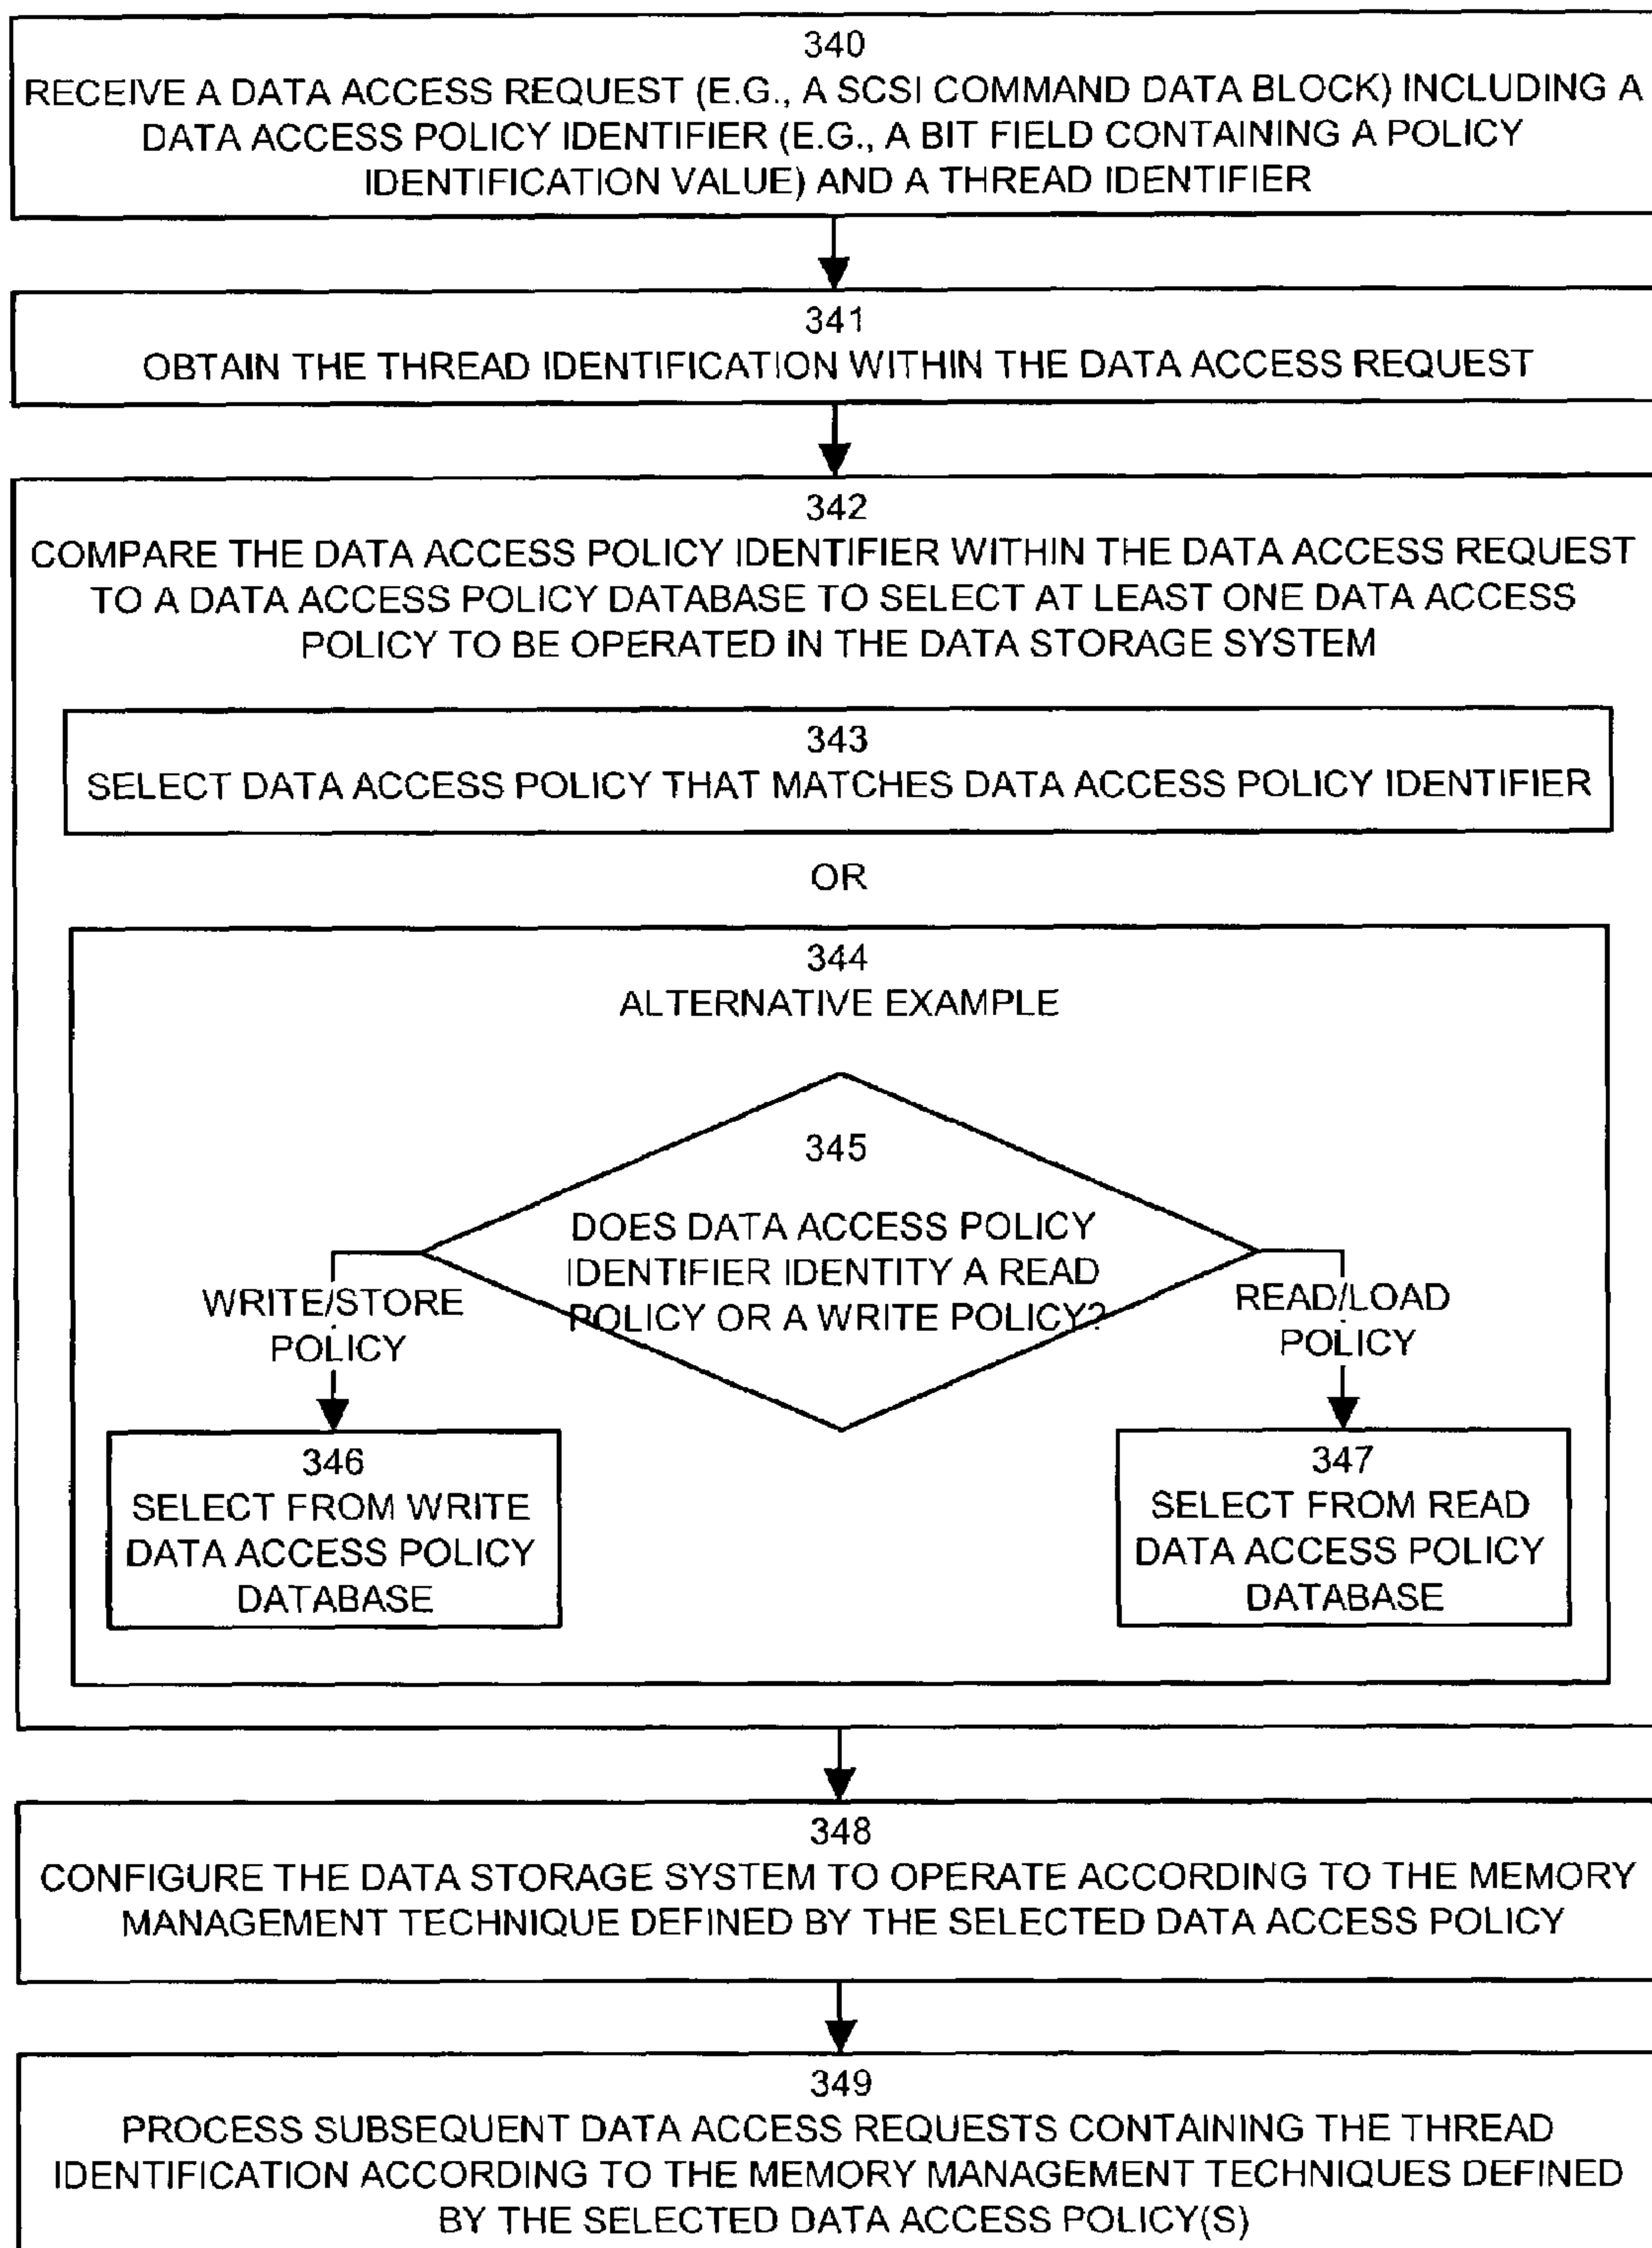 340
RECEIVE A DATA ACCESS REQUEST (E.G., A SCSI COMMAND DATA BLOCK) INCLUDING A
DATA ACCESS POLICY IDENTIFIER (E.G., A BIT FIELD CONTAINING A POLICY
IDENTIFICATION VALUE) AND A THREAD IDENTIFIER
341
OBTAIN THE THREAD IDENTIFICATION WITHIN THE DATA ACCESS REQUEST
342
COMPARE THE DATA ACCESS POLICY IDENTIFIER WITHIN THE DATA ACCESS REQUEST
TO A DATA ACCESS POLICY DATABASE TO SELECT AT LEAST ONE DATA ACCESS
POLICY TO BE OPERATED IN THE DATA STORAGE SYSTEM
343
SELECT DATA ACCESS POLICY THAT MATCHES DATA ACCESS POLICY IDENTIFIER
OR
344
ALTERNATIVE EXAMPLE
345
DOES DATA ACCESS POLICY
IDENTIFIER IDENTITY A READ
POLICY OR A WRITE POLICY?
WRITE/STORE
POLICY
READ/LOAD
POLICY
346
SELECT FROM WRITE
DATA ACCESS POLICY
DATABASE
347
SELECT FROM READ
DATA ACCESS POLICY
DATABASE
348
CONFIGURE THE DATA STORAGE SYSTEM TO OPERATE ACCORDING TO THE MEMORY
MANAGEMENT TECHNIQUE DEFINED BY THE SELECTED DATA ACCESS POLICY
349
PROCESS SUBSEQUENT DATA ACCESS REQUESTS CONTAINING THE THREAD
IDENTIFICATION ACCORDING TO THE MEMORY MANAGEMENT TECHNIQUES DEFINED
BY THE SELECTED DATA ACCESS POLICY(S)